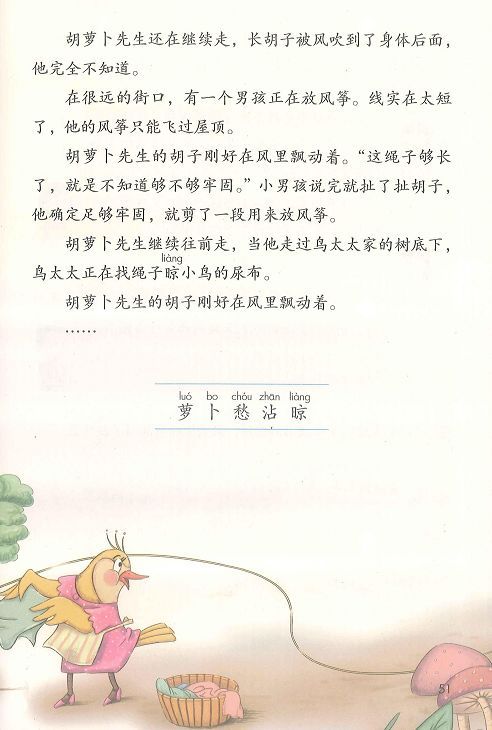 胡萝卜先生还在继续走，长胡子被风吹到了身体后面，
他完全不知道。
在很远的街口，有一个男孩正在放风筝。线实在太短
了，他的风筝只能飞过屋顶。
胡萝卜先生的胡子刚好在风里飘动着。“这绳子够长
了，就是不知道够不够牢固。”小男孩说完就扯了扯胡子，
他确定足够牢固，就剪了一段用来放风筝。
胡萝卜先生继续往前走，当他走过鸟太太家的树底下，
liàng
鸟太太正在找绳子晾小鸟的尿布。
胡萝卜先生的胡子刚好在风里飘动着。
……
luó bo chóu zhān liàng
萝 卜 愁 沾 晾
51